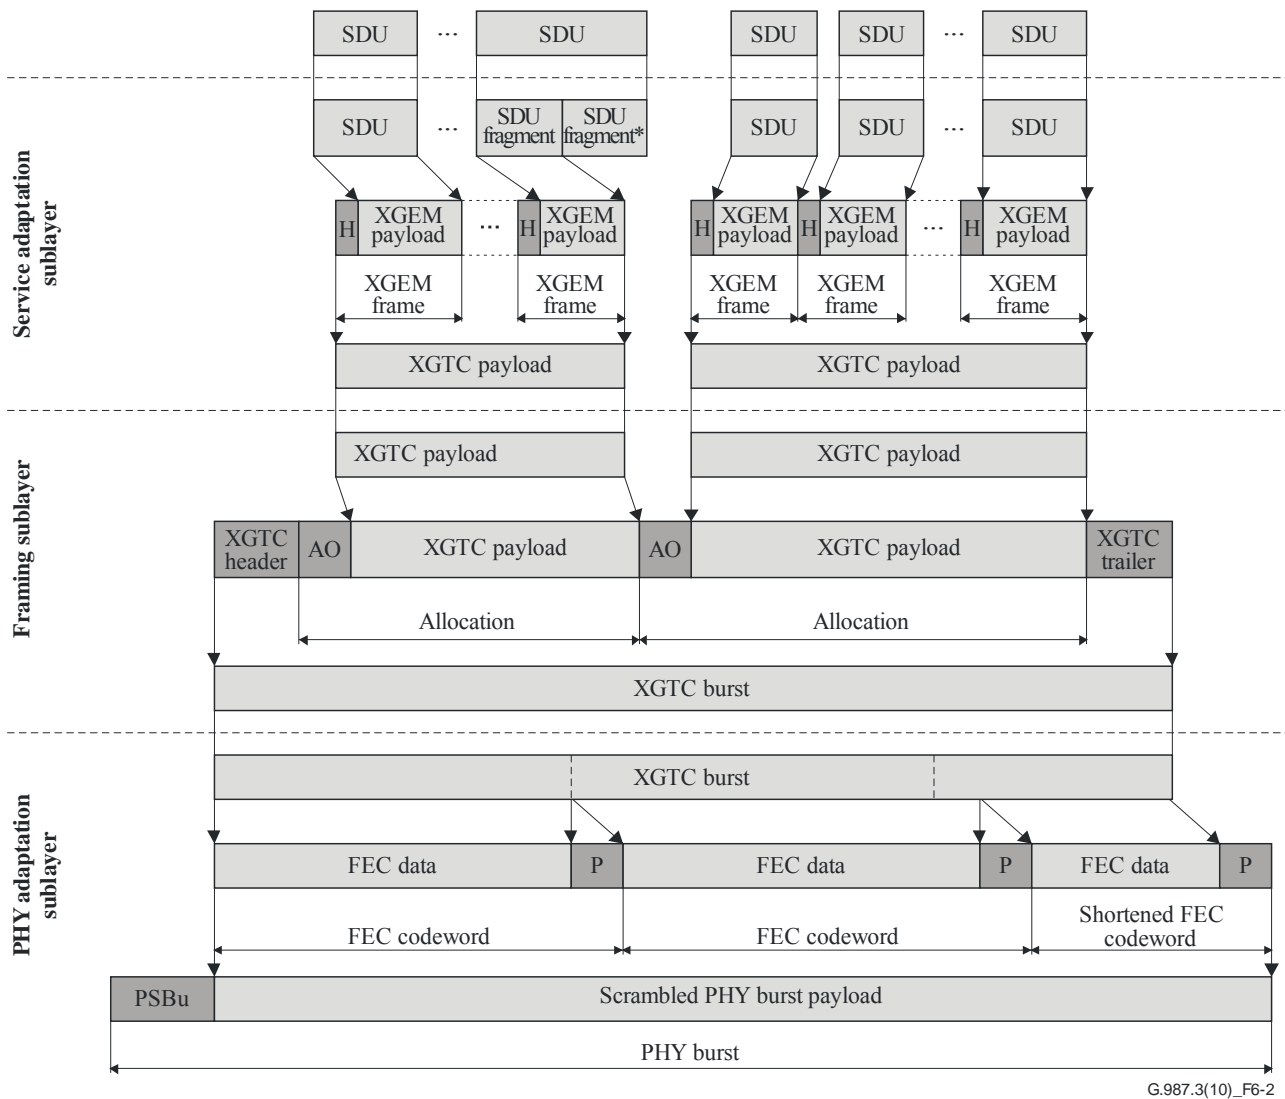 SDU ... SDU SDU SDU ... SDU
SDU ... SDU
fragment SDU
fragment* SDU SDU ... SDU
Service adaptation
sublayer
H XGEM
payload ... H XGEM
payload H XGEM
payload H XGEM
payload ... H XGEM
payload
XGEM
frame XGEM
frame XGEM
frame XGEM
frame XGEM
frame
XGTC payload XGTC payload
Framing sublayer
XGTC payload XGTC payload
XGTC
header AO XGTC payload AO XGTC payload XGTC
trailer
Allocation Allocation
XGTC burst
PHY adaptation
sublayer
XGTC burst
FEC data P FEC data P FEC data P
FEC codeword FEC codeword Shortened FEC
codeword
PSBu Scrambled PHY burst payload
PHY burst
G.987.3(10)_F6-2